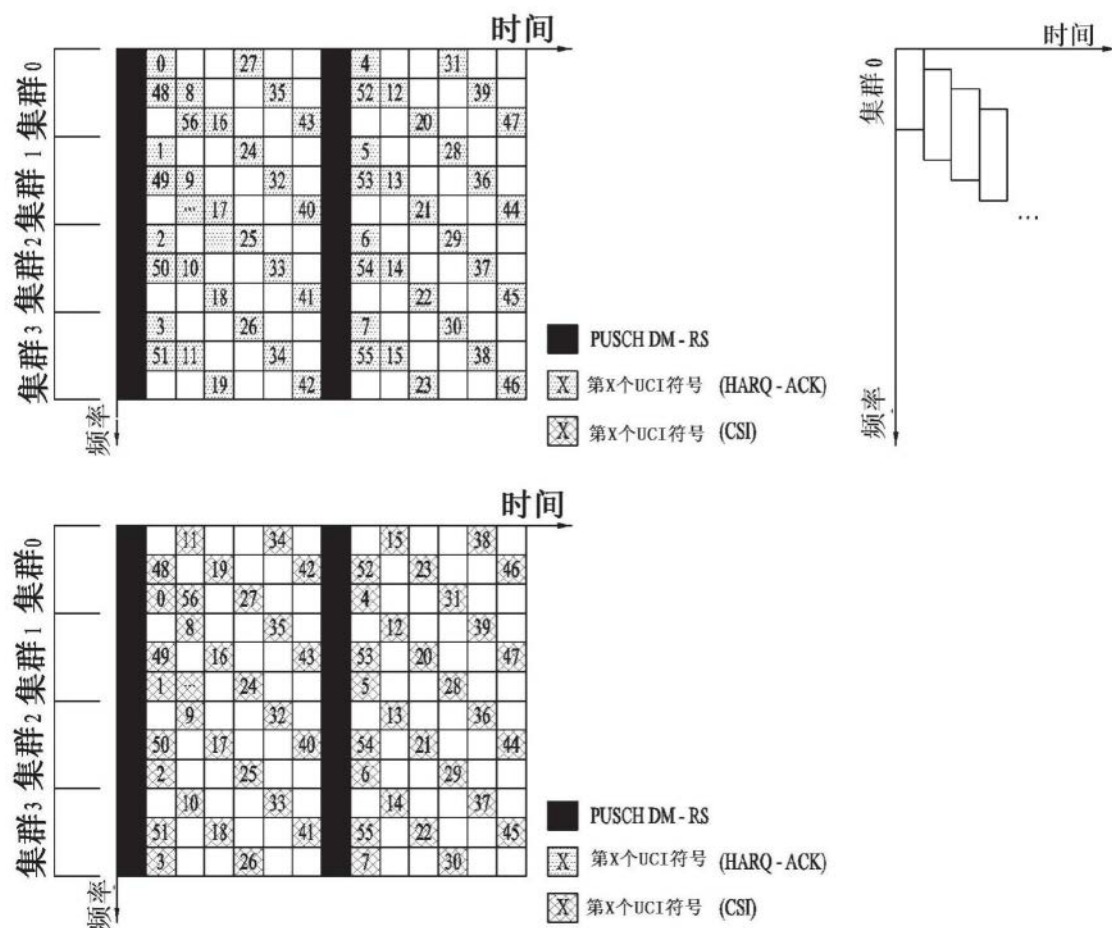 时间
0 27 4 31
48 8 35 52 12 39
56 16 43 20 47
1 24 5 28
49 9 32 53 13 36
... 17 40 21 44
2 25 6 29
50 10 33 54 14 37
18 41 22 45
3 26 7 30
51 11 34 55 15 38
19 42 23 46
集群0
集群1
集群2
集群3
频率
PUSCH DM-RS
X 第X个UCI符号 (HARQ-ACK)
X 第X个UCI符号 (CSI)
时间
集群0
...
频率
时间
11 34 15 38
48 19 42 52 23 46
0 56 27 4 31
8 35 12 39
49 16 43 53 20 47
1 ... 24 5 28
9 32 13 36
50 17 40 54 21 44
2 25 6 29
10 33 14 37
51 18 41 55 22 45
3 26 7 30
集群0
集群1
集群2
集群3
频率
PUSCH DM-RS
X 第X个UCI符号 (HARQ-ACK)
X 第X个UCI符号 (CSI)